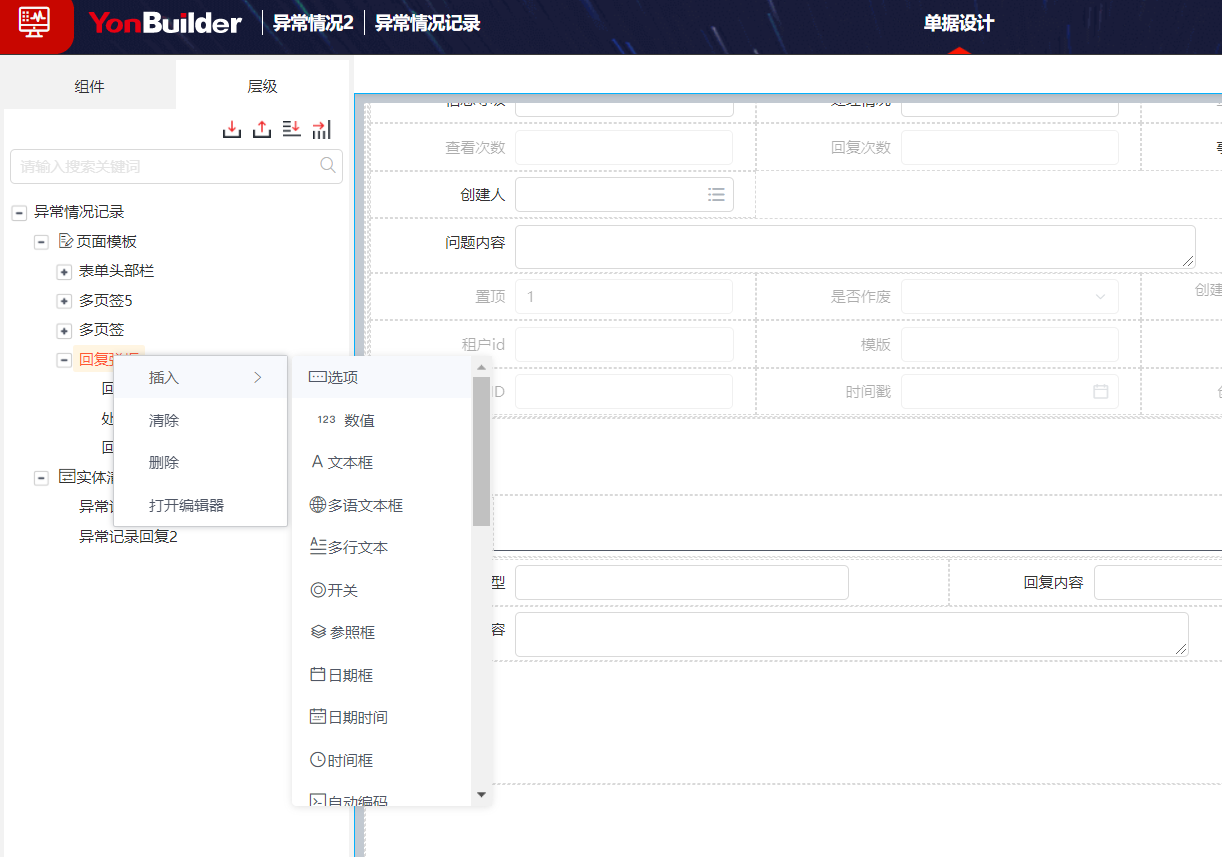 YonBuilder 异常情况2 异常情况记录 单据设计
组件 层级
请输入搜索关键词
异常情况记录
页面模板
表单头部栏
多页签5
多页签
回复
回
处
回
实体
异常
异常记录回复2
插入
清除
删除
打开编辑器
选项
123 数值
A 文本框
多语文本框
多行文本
开关
参照框
日期框
日期时间
时间框
自动编码
处理情况
查看次数 回复次数
创建人
问题内容
置顶 1 是否作废 创建
租户id 模版
ID 时间戳
型 回复内容
容